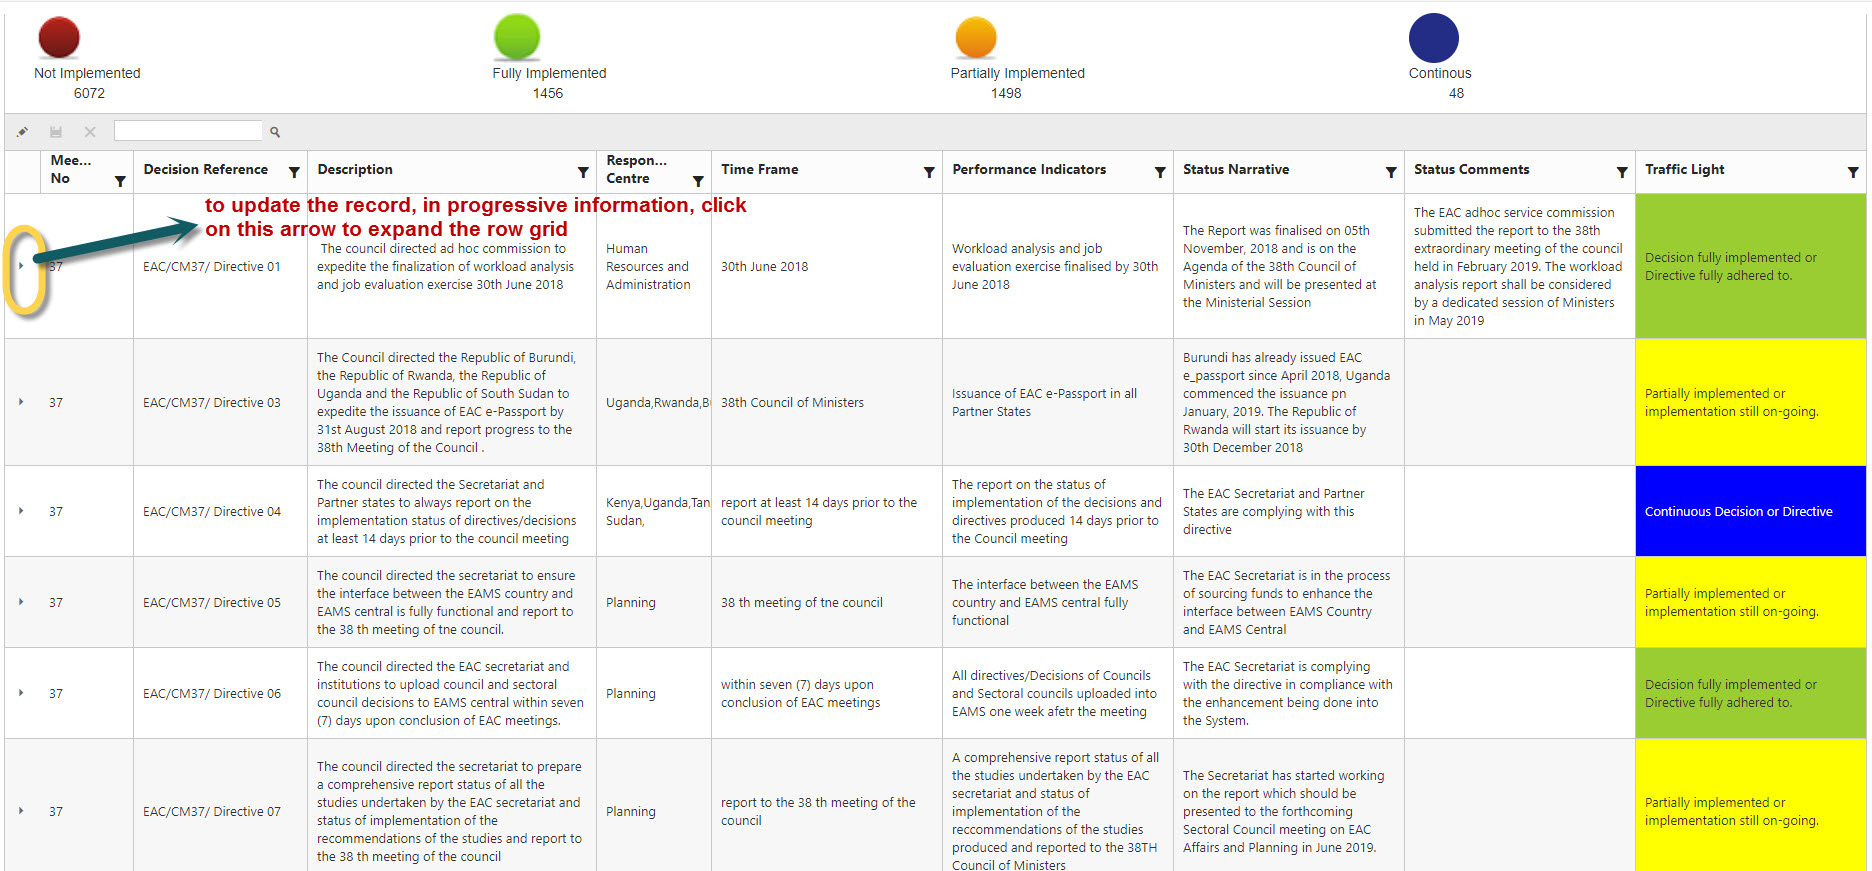 Not Implemented
6072
Fully Implemented
1456
Partially Implemented
1498
Continous
48
Mee...
No
Decision Reference
Description
Respon...
Centre
Time Frame
Performance Indicators
Status Narrative
Status Comments
Traffic Light
to update the record, in progressive information, click
on this arrow to expand the row grid
37
EAC/CM37/ Directive 01
The council directed ad hoc commission to
expedite the finalization of workload analysis
and job evaluation exercise 30th June 2018
Human
Resources and
Administration
30th June 2018
Workload analysis and job
evaluation exercise finalised by 30th
June 2018
The Report was finalised on 05th
November, 2018 and is on the
Agenda of the 38th Council of
Ministers and will be presented at
the Ministerial Session
The EAC adhoc service commission
submitted the report to the 38th
extraordinary meeting of the council
held in February 2019. The workload
analysis report shall be considered
by a dedicated session of Ministers
in May 2019
Decision fully implemented or
Directive fully adhered to.
37
EAC/CM37/ Directive 03
The Council directed the Republic of Burundi,
the Republic of Rwanda, the Republic of
Uganda and the Republic of South Sudan to
expedite the issuance of EAC e-Passport by
31st August 2018 and report progress to the
38th Meeting of the Council .
Uganda,Rwanda,B
38th Council of Ministers
Issuance of EAC e-Passport in all
Partner States
Burundi has already issued EAC
e_passport since April 2018, Uganda
commenced the issuance pn
January, 2019. The Republic of
Rwanda will start its issuance by
30th December 2018
Partially implemented or
implementation still on-going.
37
EAC/CM37/ Directive 04
The council directed the Secretariat and
Partner states to always report on the
implementation status of directives/decisions
at least 14 days prior to the council meeting
Kenya,Uganda,Tan
Sudan,
report at least 14 days prior to the
council meeting
The report on the status of
implementation of the decisions and
directives produced 14 days prior to
the Council meeting
The EAC Secretariat and Partner
States are complying with this
directive
Continuous Decision or Directive
37
EAC/CM37/ Directive 05
The council directed the secretariat to ensure
the interface between the EAMS country and
EAMS central is fully functional and report to
the 38 th meeting of tne council.
Planning
38 th meeting of tne council
The interface between the EAMS
country and EAMS central fully
functional
The EAC Secretariat is in the process
of sourcing funds to enhance the
interface between EAMS Country
and EAMS Central
Partially implemented or
implementation still on-going.
37
EAC/CM37/ Directive 06
The council directed the EAC secretariat and
institutions to upload council and sectoral
council decisions to EAMS central within seven
(7) days upon conclusion of EAC meetings.
Planning
within seven (7) days upon
conclusion of EAC meetings
All directives/Decisions of Councils
and Sectoral councils uploaded into
EAMS one week afetr the meeting
The EAC Secretariat is complying
with the directive in compliance with
the enhancement being done into
the System.
Decision fully implemented or
Directive fully adhered to.
37
EAC/CM37/ Directive 07
The council directed the secretariat to prepare
a comprehensive report status of all the
studies undertaken by the EAC secretariat and
status of implementation of the
recommendations of the studies and report to
the 38 th meeting of the council
Planning
report to the 38 th meeting of the
council
A comprehensive report status of all
the studies undertaken by the EAC
secretariat and status of
implementation of the
reccommendations of the studies
produced and reported to the 38TH
Council of Ministers
The Secretariat has started working
on the report which should be
presented to the forthcoming
Sectoral Council meeting on EAC
Affairs and Planning in June 2019.
Partially implemented or
implementation still on-going.